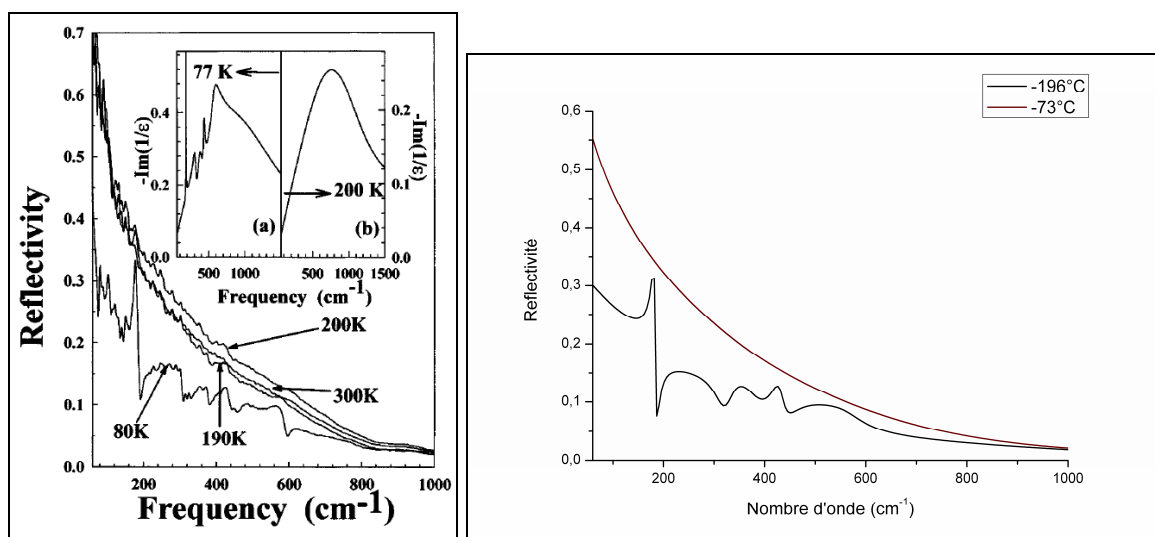 0.7
0.6
0.5
0.4
0.3
0.2
0.1
0.0
Reflectivity
200
400
600
800
1000
Frequency (cm-1)
77 K
-Im(1/ε)
0.4
0.2
0.0
0.2
0.1
0.0
-Im(1/ε)
200 K
(a)
(b)
500
1000
500
1000
1500
Frequency (cm-1)
200K
300K
80K
190K
-196°C
-73°C
0,6
0,5
0,4
0,3
0,2
0,1
0,0
Reflectivité
200
400
600
800
1000
Nombre d'onde (cm-1)